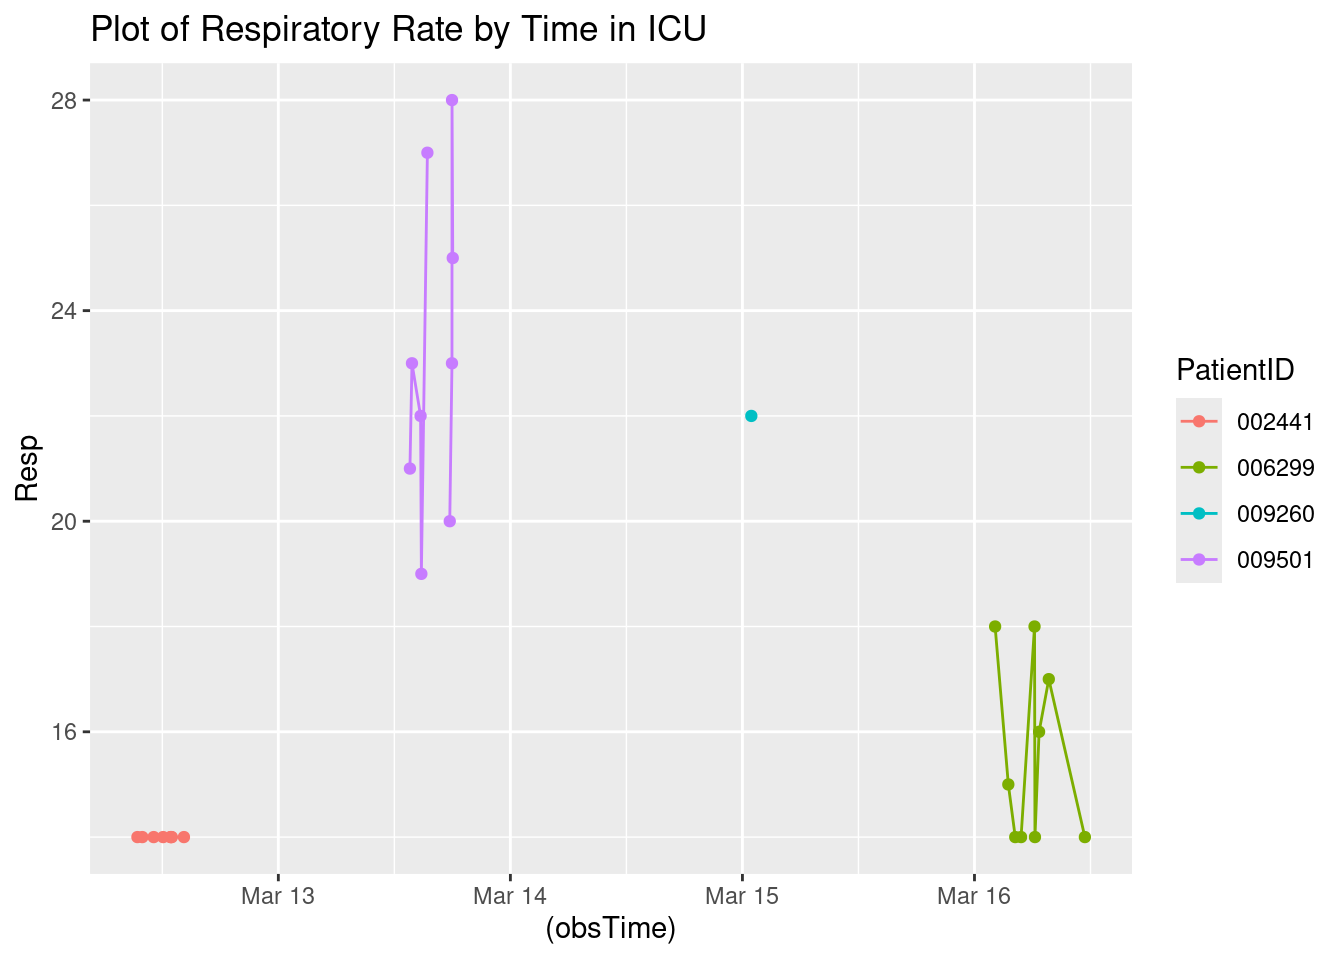 Plot of Respiratory Rate by Time in ICU
28
24
20
16
Resp
Mar 13
Mar 14
Mar 15
Mar 16
(obsTime)
PatientID
002441
006299
009260
009501